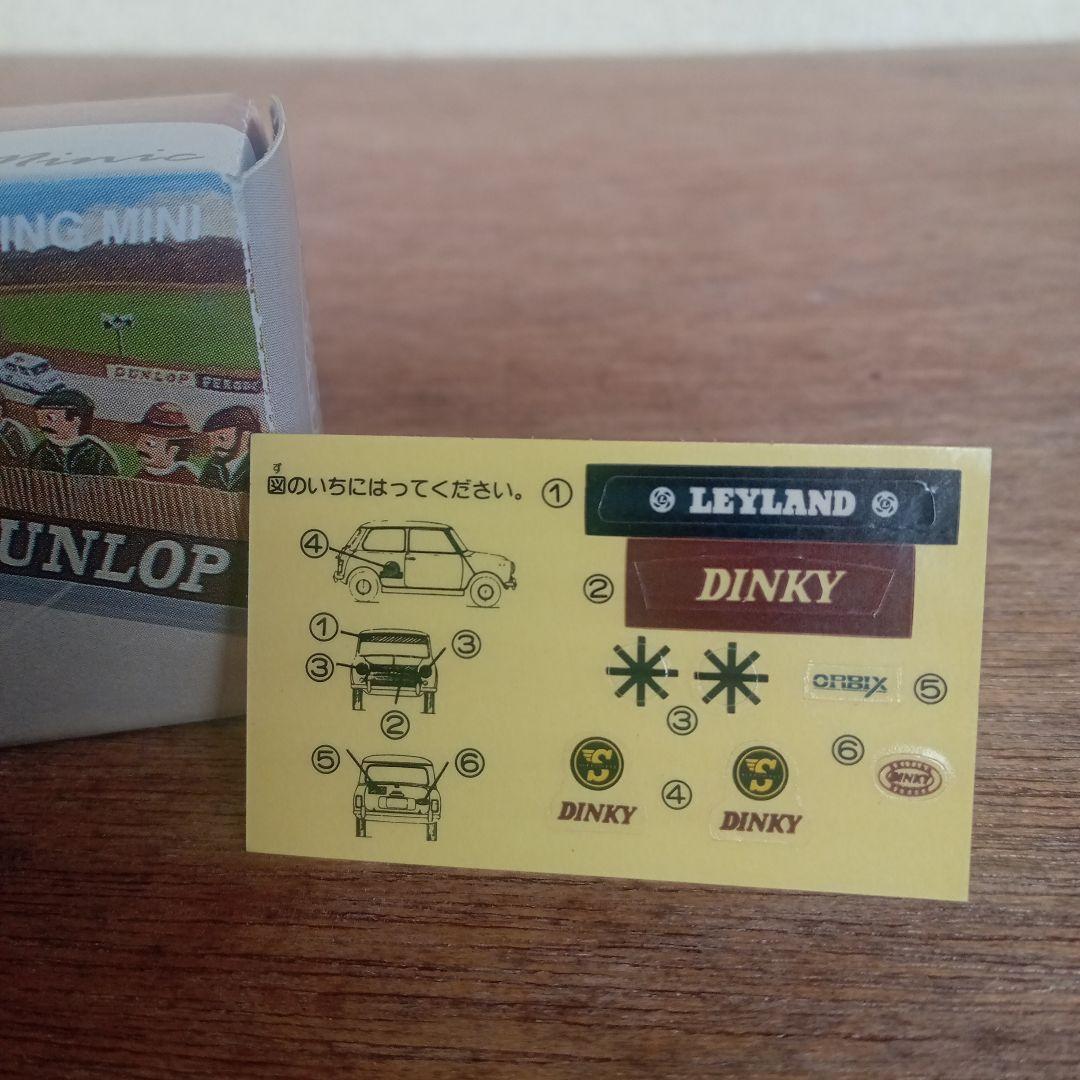 Minic
ING MINI
DUNLOP
UNLOP
ず
図のいちにはってください。
① LEYLAND
④
② DINKY
①
③
③
②
③
ORBIX ⑤
⑤
⑥
S
DINKY
④
S
DINKY
⑥
DINKY